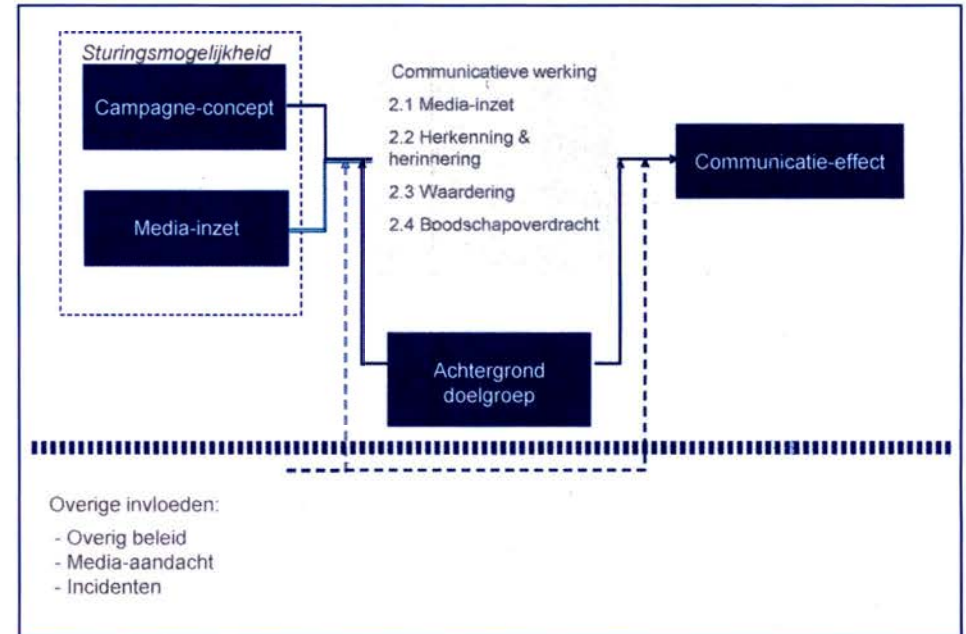 Sturingsmogelijkheid
Campagne-concept
Media-inzet
Communicatieve werking
2.1 Media-inzet
2.2 Herkenning &
herinnering
2.3 Waardering
2.4 Boodschapoverdracht
Communicatie-effect
Achtergrond
doelgroep
Overige invloeden:
- Overig beleid
- Media-aandacht
- Incidenten